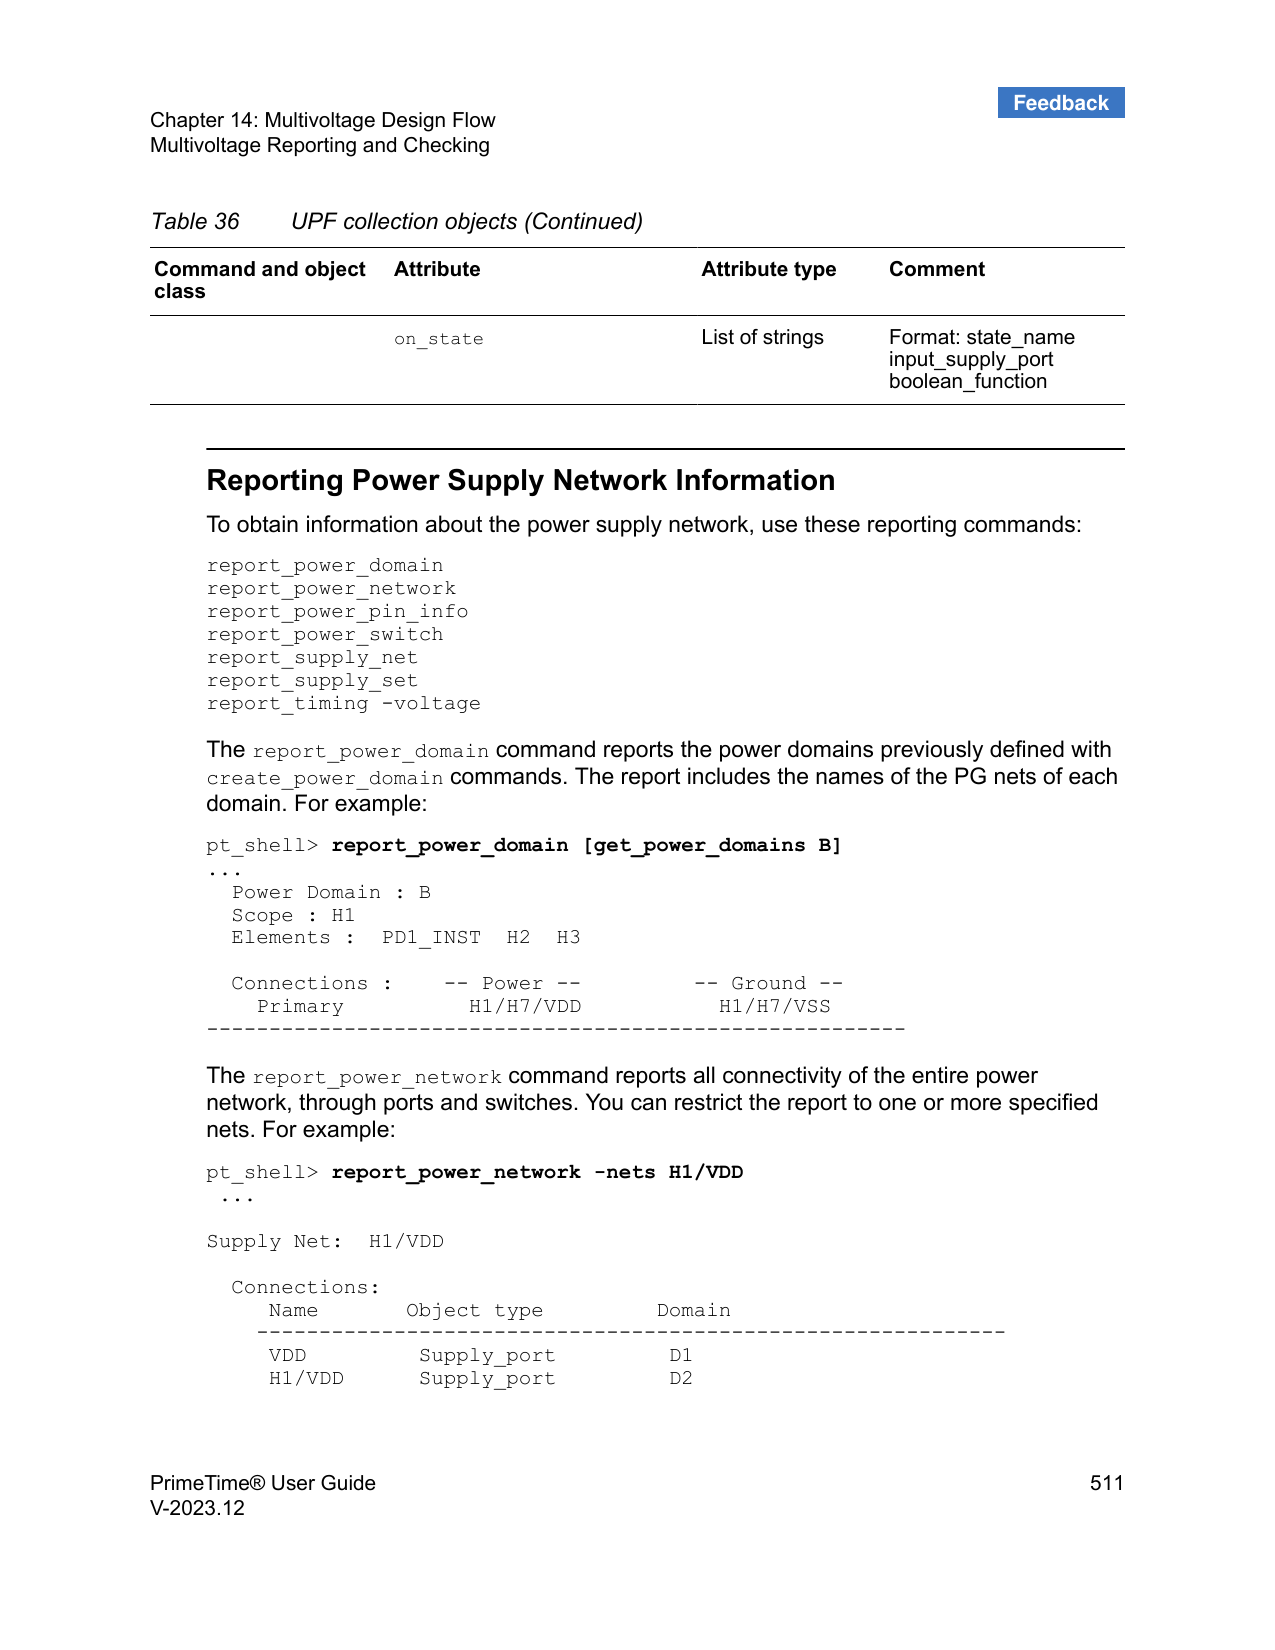 Feedback
Chapter 14: Multivoltage Design Flow
Multivoltage Reporting and Checking
Table 36 UPF collection objects (Continued)
Command and object class Attribute Attribute type Comment
on_state List of strings Format: state_name
input_supply_port
boolean_function
Reporting Power Supply Network Information
To obtain information about the power supply network, use these reporting commands:
report_power_domain
report_power_network
report_power_pin_info
report_power_switch
report_supply_net
report_supply_set
report_timing -voltage
The report_power_domain command reports the power domains previously defined with
create_power_domain commands. The report includes the names of the PG nets of each
domain. For example:
pt_shell> report_power_domain [get_power_domains B]
...
  Power Domain : B
  Scope : H1
  Elements :  PD1_INST  H2  H3
  Connections :    -- Power --         -- Ground --
    Primary          H1/H7/VDD           H1/H7/VSS
--------------------------------------------------------
The report_power_network command reports all connectivity of the entire power
network, through ports and switches. You can restrict the report to one or more specified
nets. For example:
pt_shell> report_power_network -nets H1/VDD
 ...
Supply Net:  H1/VDD
  Connections:
     Name       Object type         Domain
    ------------------------------------------------------------
     VDD         Supply_port         D1
     H1/VDD      Supply_port         D2
PrimeTime® User Guide 511
V-2023.12